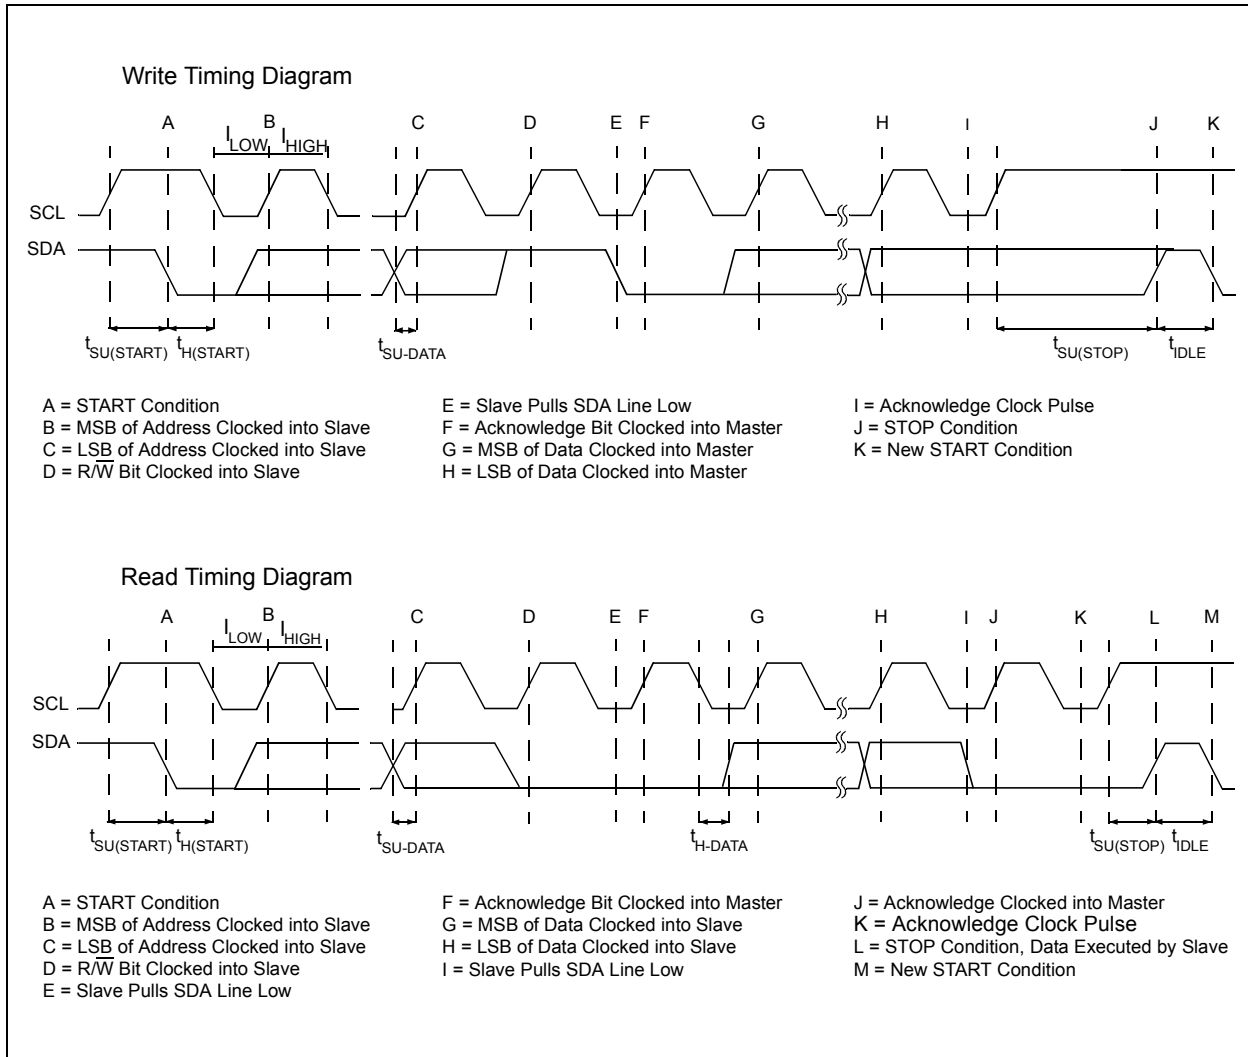 Write Timing Diagram
A B C D E F G H I J K
ILOW IHIGH
SCL
SDA
tSU(START) tH(START) tSU-DATA tSU(STOP) tIDLE
A = START Condition
B = MSB of Address Clocked into Slave
C = LSB of Address Clocked into Slave
D = R/W̅ Bit Clocked into Slave
E = Slave Pulls SDA Line Low
F = Acknowledge Bit Clocked into Master
G = MSB of Data Clocked into Master
H = LSB of Data Clocked into Master
I = Acknowledge Clock Pulse
J = STOP Condition
K = New START Condition
Read Timing Diagram
A B C D E F G H I J K L M
ILOW IHIGH
SCL
SDA
tSU(START) tH(START) tSU-DATA tH-DATA tSU(STOP) tIDLE
A = START Condition
B = MSB of Address Clocked into Slave
C = LSB of Address Clocked into Slave
D = R/W̅ Bit Clocked into Slave
E = Slave Pulls SDA Line Low
F = Acknowledge Bit Clocked into Master
G = MSB of Data Clocked into Slave
H = LSB of Data Clocked into Slave
I = Slave Pulls SDA Line Low
J = Acknowledge Clocked into Master
K = Acknowledge Clock Pulse
L = STOP Condition, Data Executed by Slave
M = New START Condition